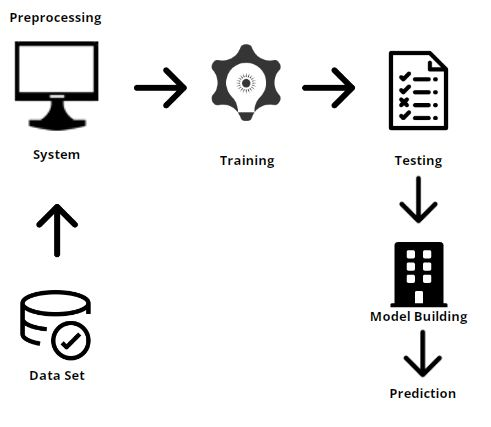 Preprocessing
System
Training
Testing
Data Set
Model Building
Prediction